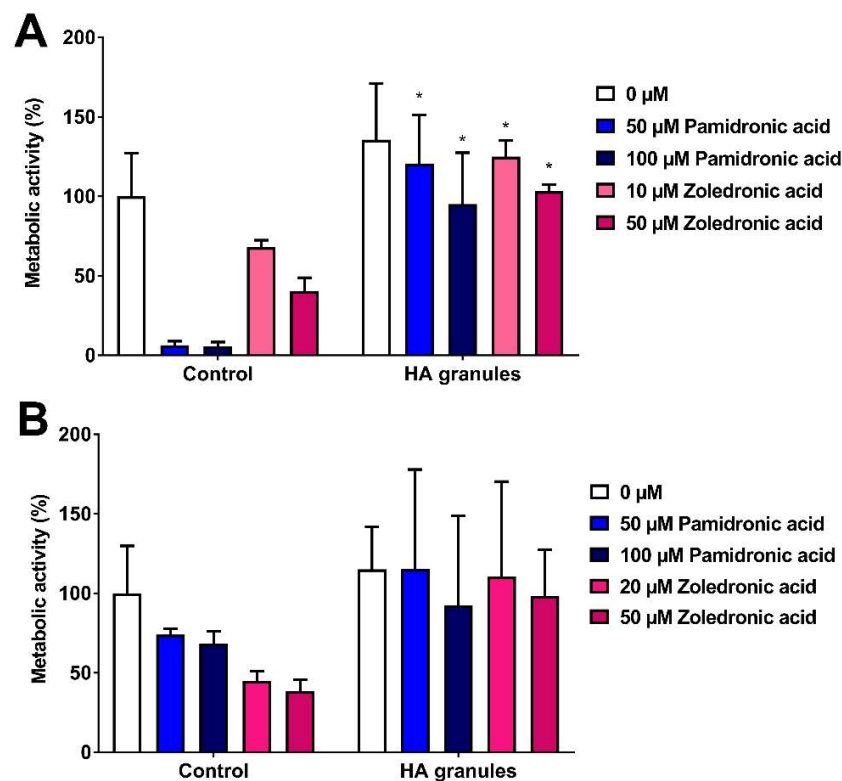 A
Metabolic activity (%)
200
150
100
50
0
* * * *
Control HA granules
0 µM
50 µM Pamidronic acid
100 µM Pamidronic acid
10 µM Zoledronic acid
50 µM Zoledronic acid
B
Metabolic activity (%)
200
150
100
50
0
Control HA granules
0 µM
50 µM Pamidronic acid
100 µM Pamidronic acid
20 µM Zoledronic acid
50 µM Zoledronic acid